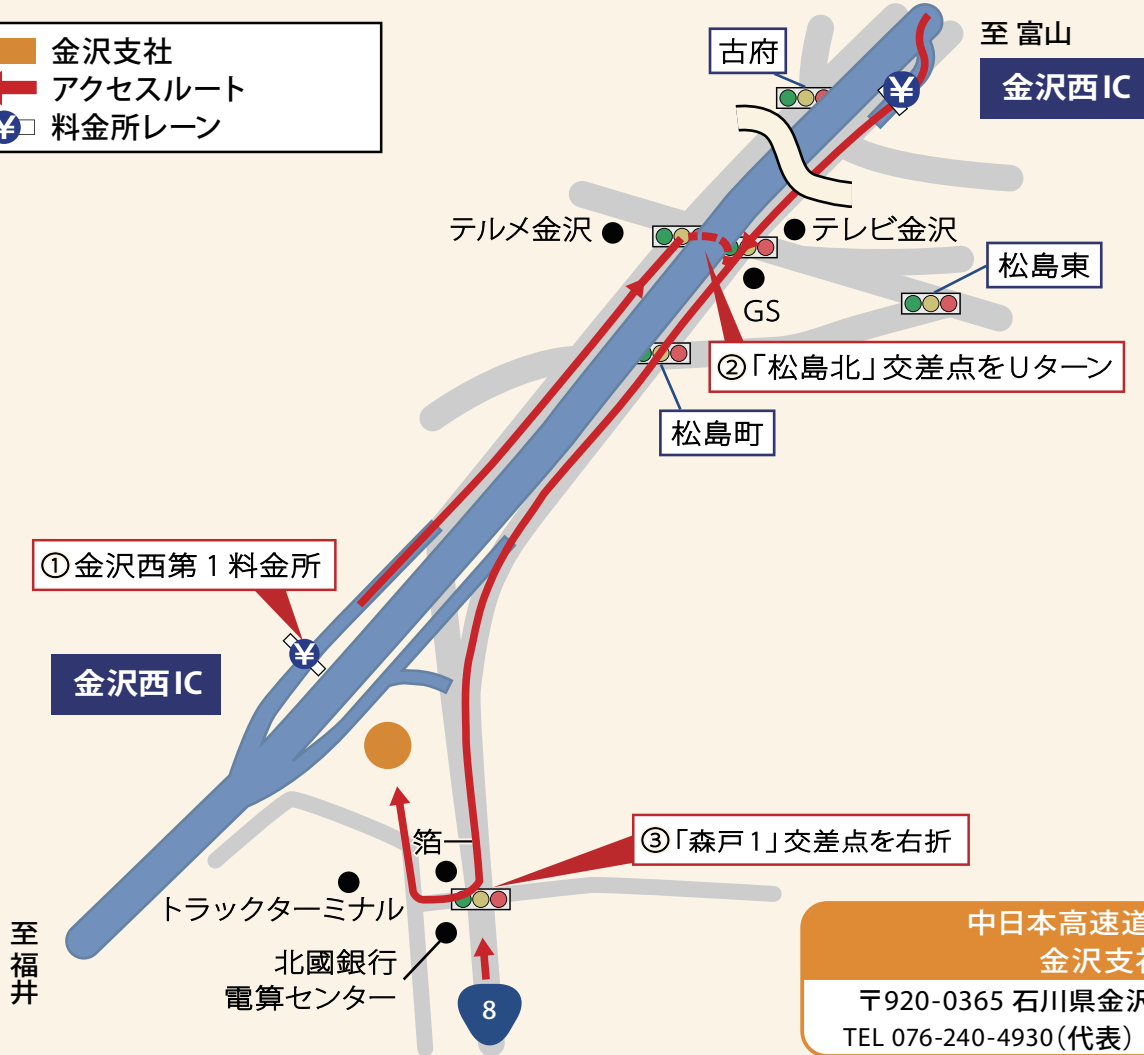 金沢支社
アクセスルート
¥ 料金所レーン
至 富山
古府
金沢西IC
¥
テルメ金沢
テレビ金沢
松島東
GS
②「松島北」交差点をUターン
松島町
①金沢西第1料金所
¥
金沢西IC
箔一
③「森戸1」交差点を右折
トラックターミナル
至福井
北國銀行
電算センター
8
中日本高速道
金沢支社
〒920-0365 石川県金沢
TEL 076-240-4930(代表)